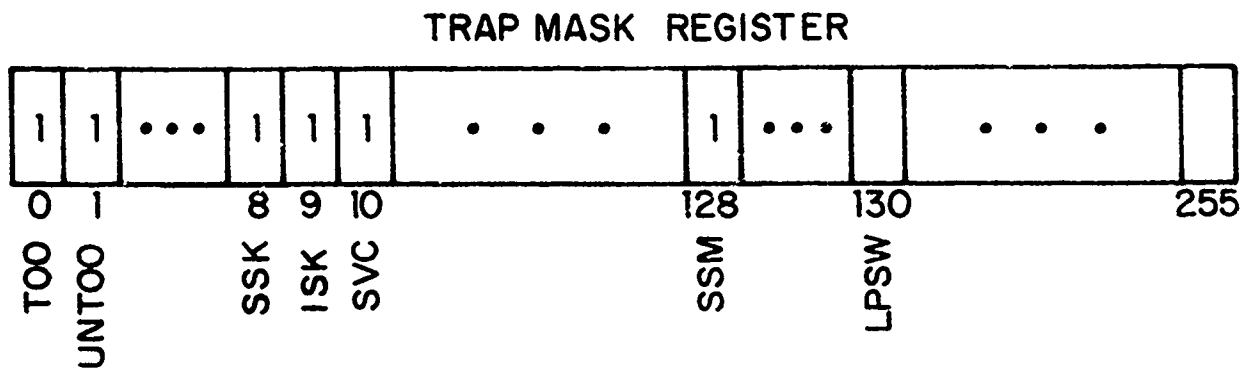 TRAP MASK REGISTER
1 1 ••• 1 1 1 • • • 1 ••• • • •
0 1 8 9 10 128 130 255
TOO UNTOO SSK ISK SVC SSM LPSW